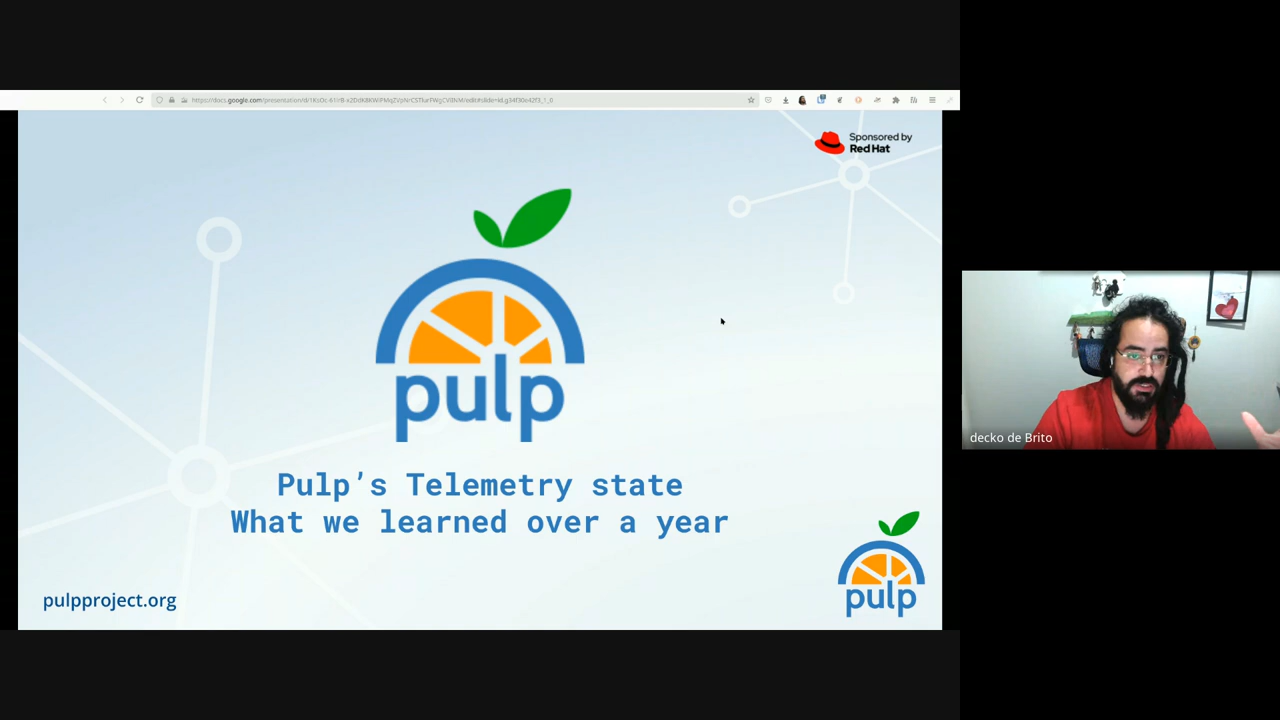 Sponsored by
Red Hat
pulp
Pulp's Telemetry state
What we learned over a year
pulpproject.org
pulp
decko de Brito